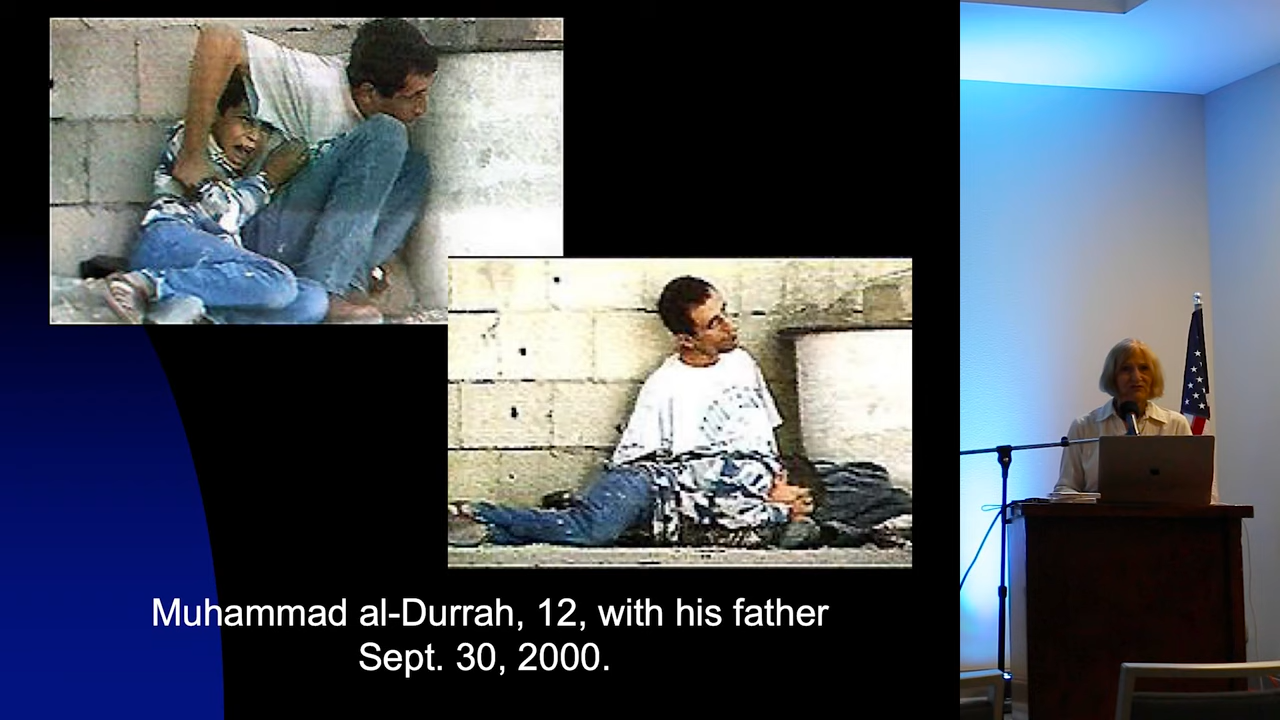 Muhammad al-Durrah, 12, with his father
Sept. 30, 2000.